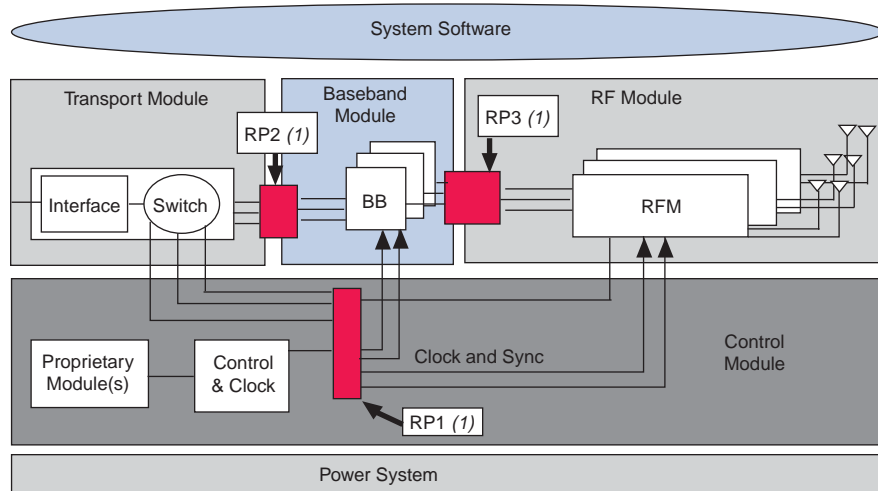 System Software
Transport Module
Baseband
Module
RF Module
RP2 (1)
RP3 (1)
Interface
Switch
BB
RFM
Proprietary
Module(s)
Control
& Clock
Clock and Sync
Control
Module
RP1 (1)
Power System